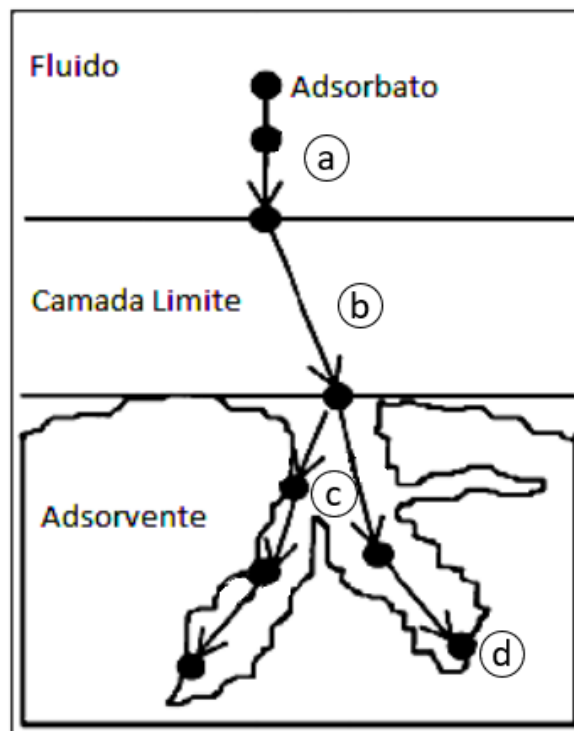 Fluido
Adsorbato
a
Camada Limite
b
Adsorvente
c
d